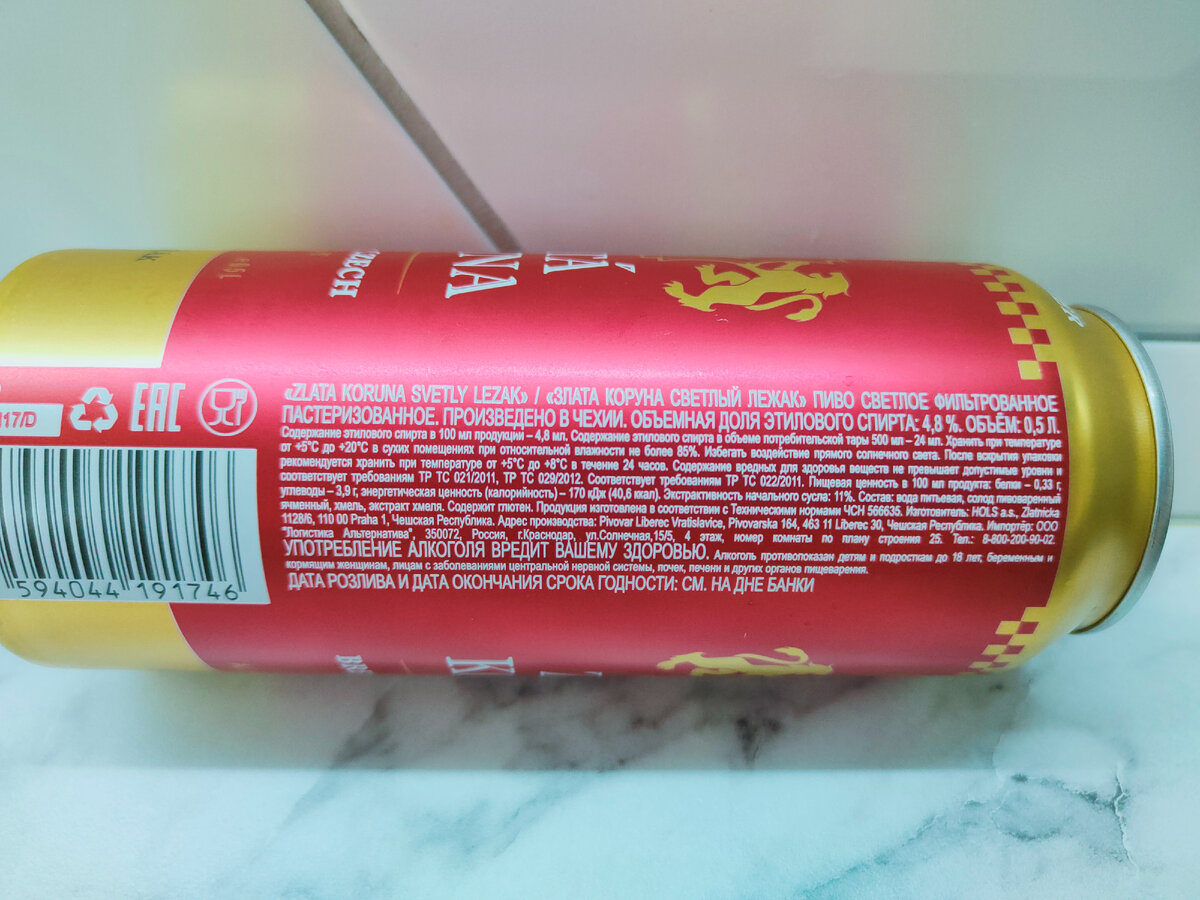 CZECH
NA
TÁ
«ZLATA KORUNA SVETLY LEZAK» / «ЗЛАТА КОРУНА СВЕТЛЫЙ ЛЕЖАК» ПИВО СВЕТЛОЕ ФИЛЬТРОВАННОЕ
ПАСТЕРИЗОВАННОЕ. ПРОИЗВЕДЕНО В ЧЕХИИ. ОБЪЕМНАЯ ДОЛЯ ЭТИЛОВОГО СПИРТА: 4,8 %. ОБЪЁМ: 0,5 Л.
Содержание этилового спирта в 100 мл продукции – 4,8 мл. Содержание этилового спирта в объеме потребительской тары 500 мл – 24 мл. Хранить при температуре
от +5°C до +20°C в сухих помещениях при относительной влажности не более 85%. Избегать воздействие прямого солнечного света. После вскрытия упаковки
рекомендуется хранить при температуре от +5°C до +8°C в течение 24 часов. Содержание вредных для здоровья веществ не превышает допустимые уровни и
соответствует требованиям ТР ТС 021/2011, ТР ТС 029/2012. Соответствует требованиям ТР ТС 022/2011. Пищевая ценность в 100 мл продукта: белки – 0,33 г,
углеводы – 3,9 г, энергетическая ценность (калорийность) – 170 кДж (40,6 ккал). Экстрактивность начального сусла: 11%. Состав: вода питьевая, солод пивоваренный
ячменный, хмель, экстракт хмеля. Содержит глютен. Продукция изготовлена в соответствии с Техническими нормами ЧСН 566635. Изготовитель: HOLS a.s., Zlatnicka
1128/6, 110 00 Praha 1, Чешская Республика. Адрес производства: Pivovar Liberec Vratislavice, Pivovarska 164, 463 11 Liberec 30, Чешская Республика. Импортёр: ООО
"Логистика Альтернатива", 350072, Россия, г.Краснодар, ул.Солнечная,15/5, 4 этаж, номер комнаты по плану строения 25. Тел.: 8-800-200-90-02.
УПОТРЕБЛЕНИЕ АЛКОГОЛЯ ВРЕДИТ ВАШЕМУ ЗДОРОВЬЮ. Алкоголь противопоказан детям и подросткам до 18 лет, беременным и
кормящим женщинам, лицам с заболеваниями центральной нервной системы, почек, печени и других органов пищеварения.
ДАТА РОЗЛИВА И ДАТА ОКОНЧАНИЯ СРОКА ГОДНОСТИ: СМ. НА ДНЕ БАНКИ
EAC
17/D
594044 191746
K